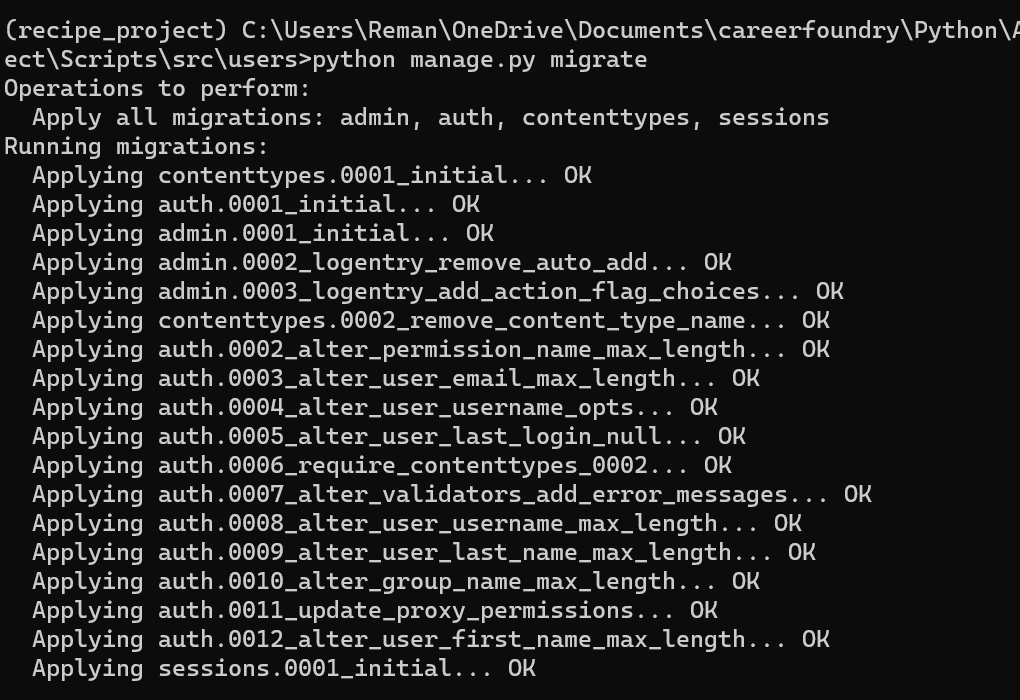 (recipe_project) C:\Users\Reman\OneDrive\Documents\careerfoundry\Python\A
ect\Scripts\src\users>python manage.py migrate
Operations to perform:
  Apply all migrations: admin, auth, contenttypes, sessions
Running migrations:
  Applying contenttypes.0001_initial... OK
  Applying auth.0001_initial... OK
  Applying admin.0001_initial... OK
  Applying admin.0002_logentry_remove_auto_add... OK
  Applying admin.0003_logentry_add_action_flag_choices... OK
  Applying contenttypes.0002_remove_content_type_name... OK
  Applying auth.0002_alter_permission_name_max_length... OK
  Applying auth.0003_alter_user_email_max_length... OK
  Applying auth.0004_alter_user_username_opts... OK
  Applying auth.0005_alter_user_last_login_null... OK
  Applying auth.0006_require_contenttypes_0002... OK
  Applying auth.0007_alter_validators_add_error_messages... OK
  Applying auth.0008_alter_user_username_max_length... OK
  Applying auth.0009_alter_user_last_name_max_length... OK
  Applying auth.0010_alter_group_name_max_length... OK
  Applying auth.0011_update_proxy_permissions... OK
  Applying auth.0012_alter_user_first_name_max_length... OK
  Applying sessions.0001_initial... OK